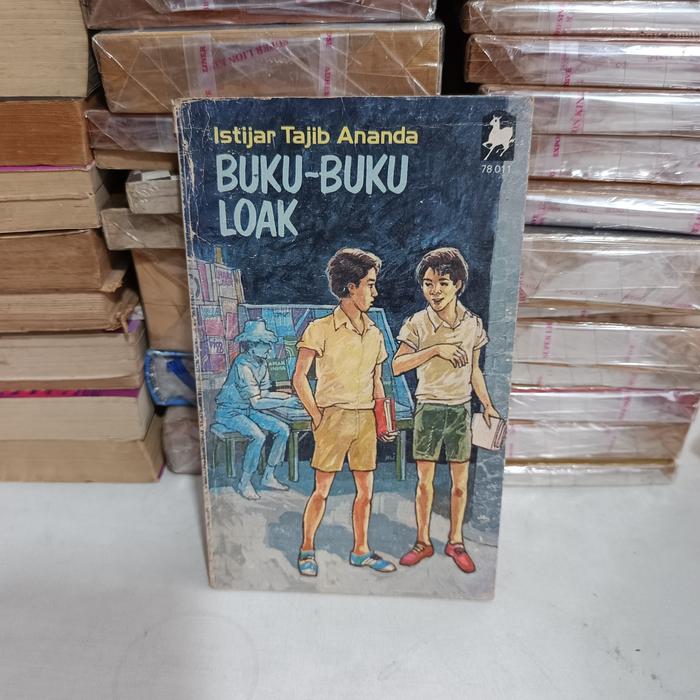 Istijar Tajib Ananda
BUKU-BUKU
LOAK
78 011